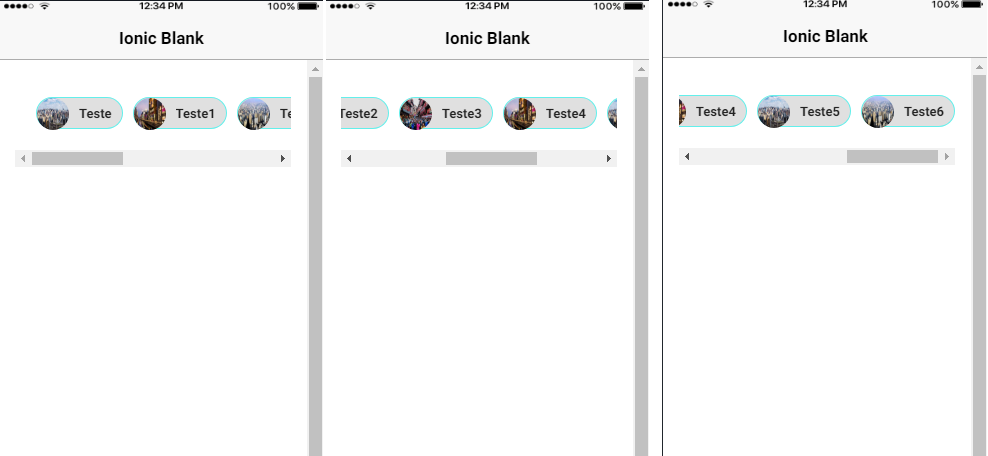 12:34 PM 100%
Ionic Blank
Teste Teste1 Te
12:34 PM 100%
Ionic Blank
Teste2 Teste3 Teste4
12:34 PM 100%
Ionic Blank
Teste4 Teste5 Teste6